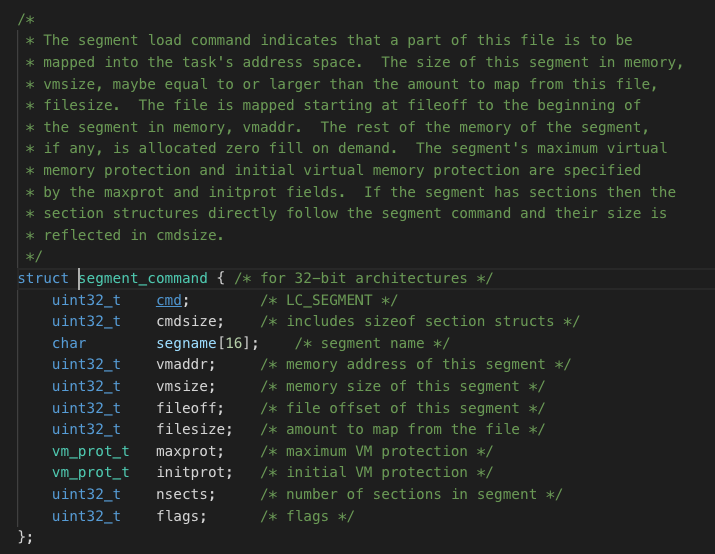 /*
 * The segment load command indicates that a part of this file is to be
 * mapped into the task's address space.  The size of this segment in memory,
 * vmsize, maybe equal to or larger than the amount to map from this file,
 * filesize.  The file is mapped starting at fileoff to the beginning of
 * the segment in memory, vmaddr.  The rest of the memory of the segment,
 * if any, is allocated zero fill on demand.  The segment's maximum virtual
 * memory protection and initial virtual memory protection are specified
 * by the maxprot and initprot fields.  If the segment has sections then the
 * section structures directly follow the segment command and their size is
 * reflected in cmdsize.
 */
struct segment_command { /* for 32-bit architectures */
    uint32_t    cmd;        /* LC_SEGMENT */
    uint32_t    cmdsize;    /* includes sizeof section structs */
    char        segname[16];    /* segment name */
    uint32_t    vmaddr;     /* memory address of this segment */
    uint32_t    vmsize;     /* memory size of this segment */
    uint32_t    fileoff;    /* file offset of this segment */
    uint32_t    filesize;   /* amount to map from the file */
    vm_prot_t   maxprot;    /* maximum VM protection */
    vm_prot_t   initprot;   /* initial VM protection */
    uint32_t    nsects;     /* number of sections in segment */
    uint32_t    flags;      /* flags */
};